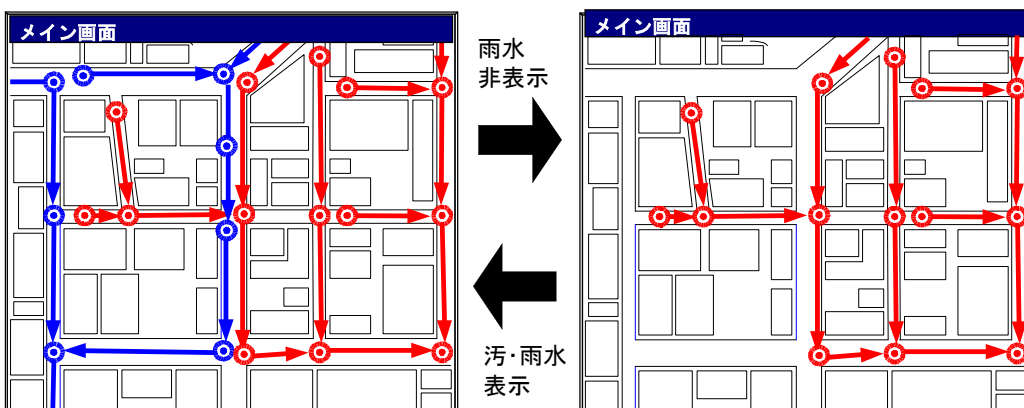 メイン画面
メイン画面
雨水
非表示
汚・雨水
表示